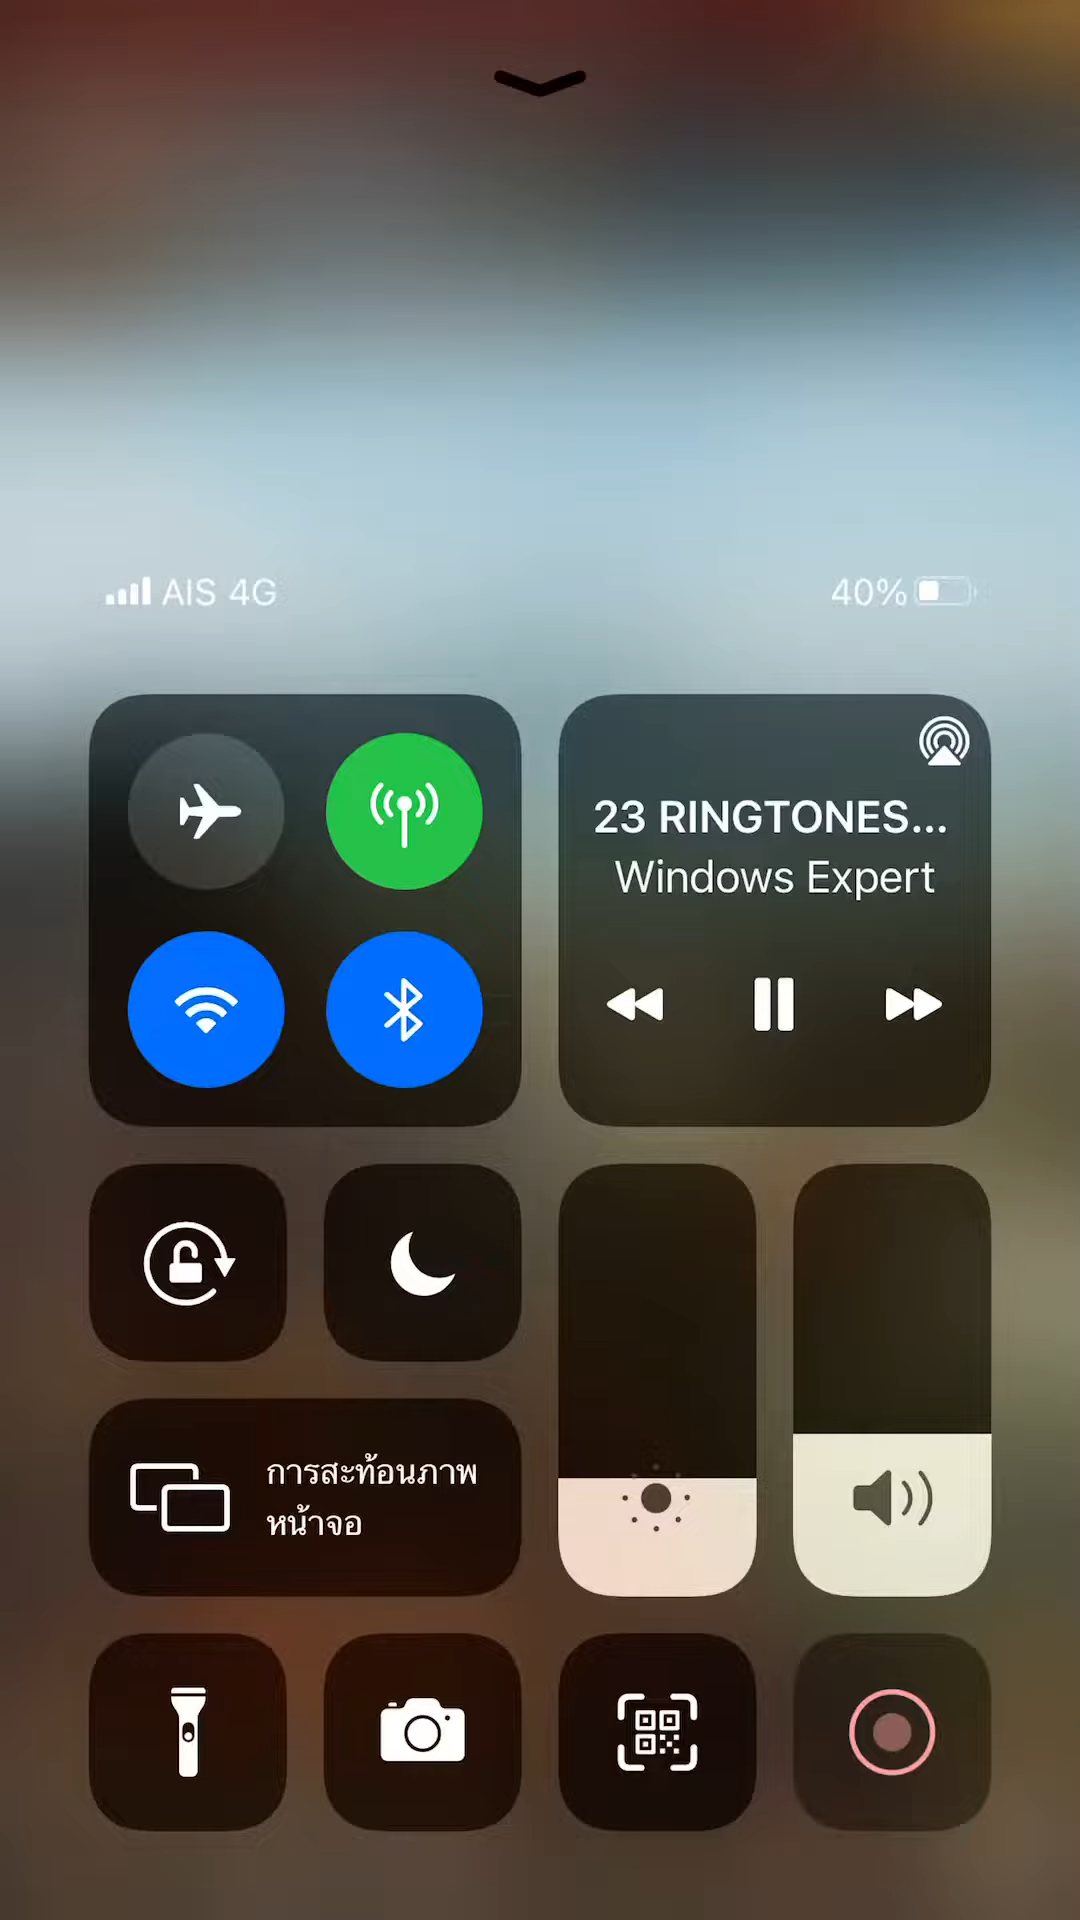 AIS 4G
40%
23 RINGTONES...
Windows Expert
การสะท้อนภาพ
หน้าจอ